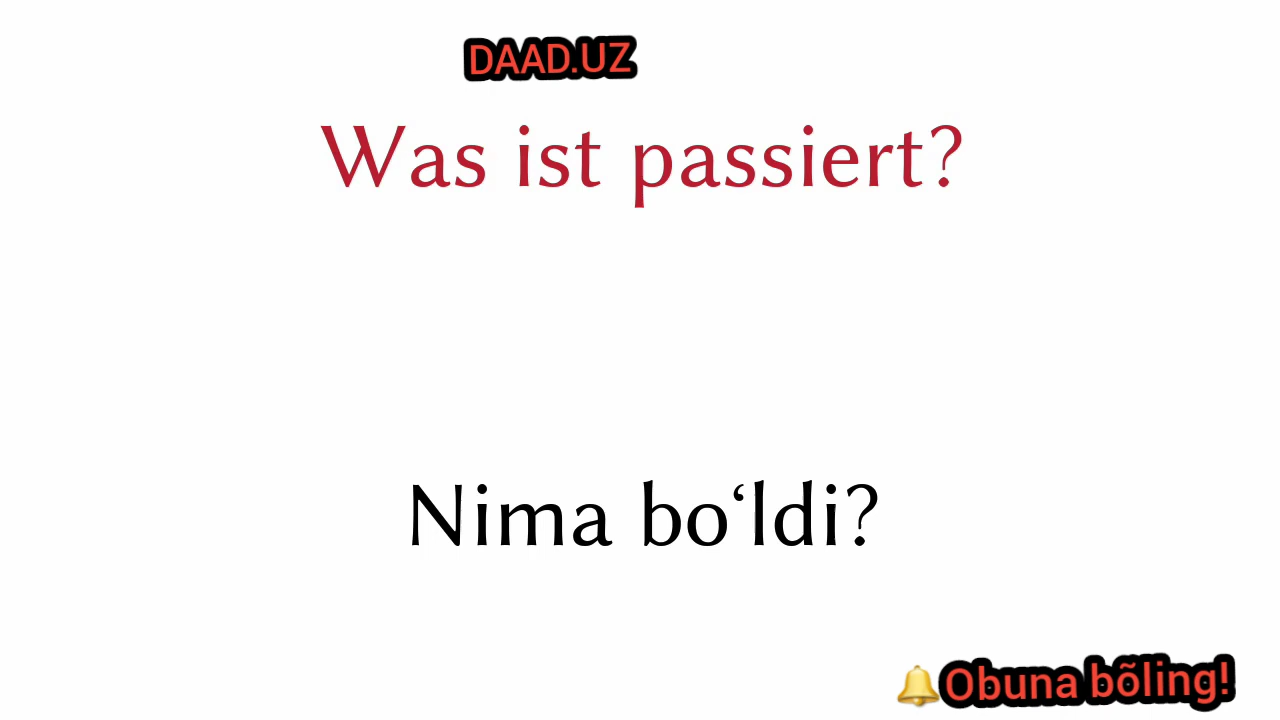 DAAD.UZ
Was ist passiert?
Nima bo‘ldi?
🔔Obuna bõling!